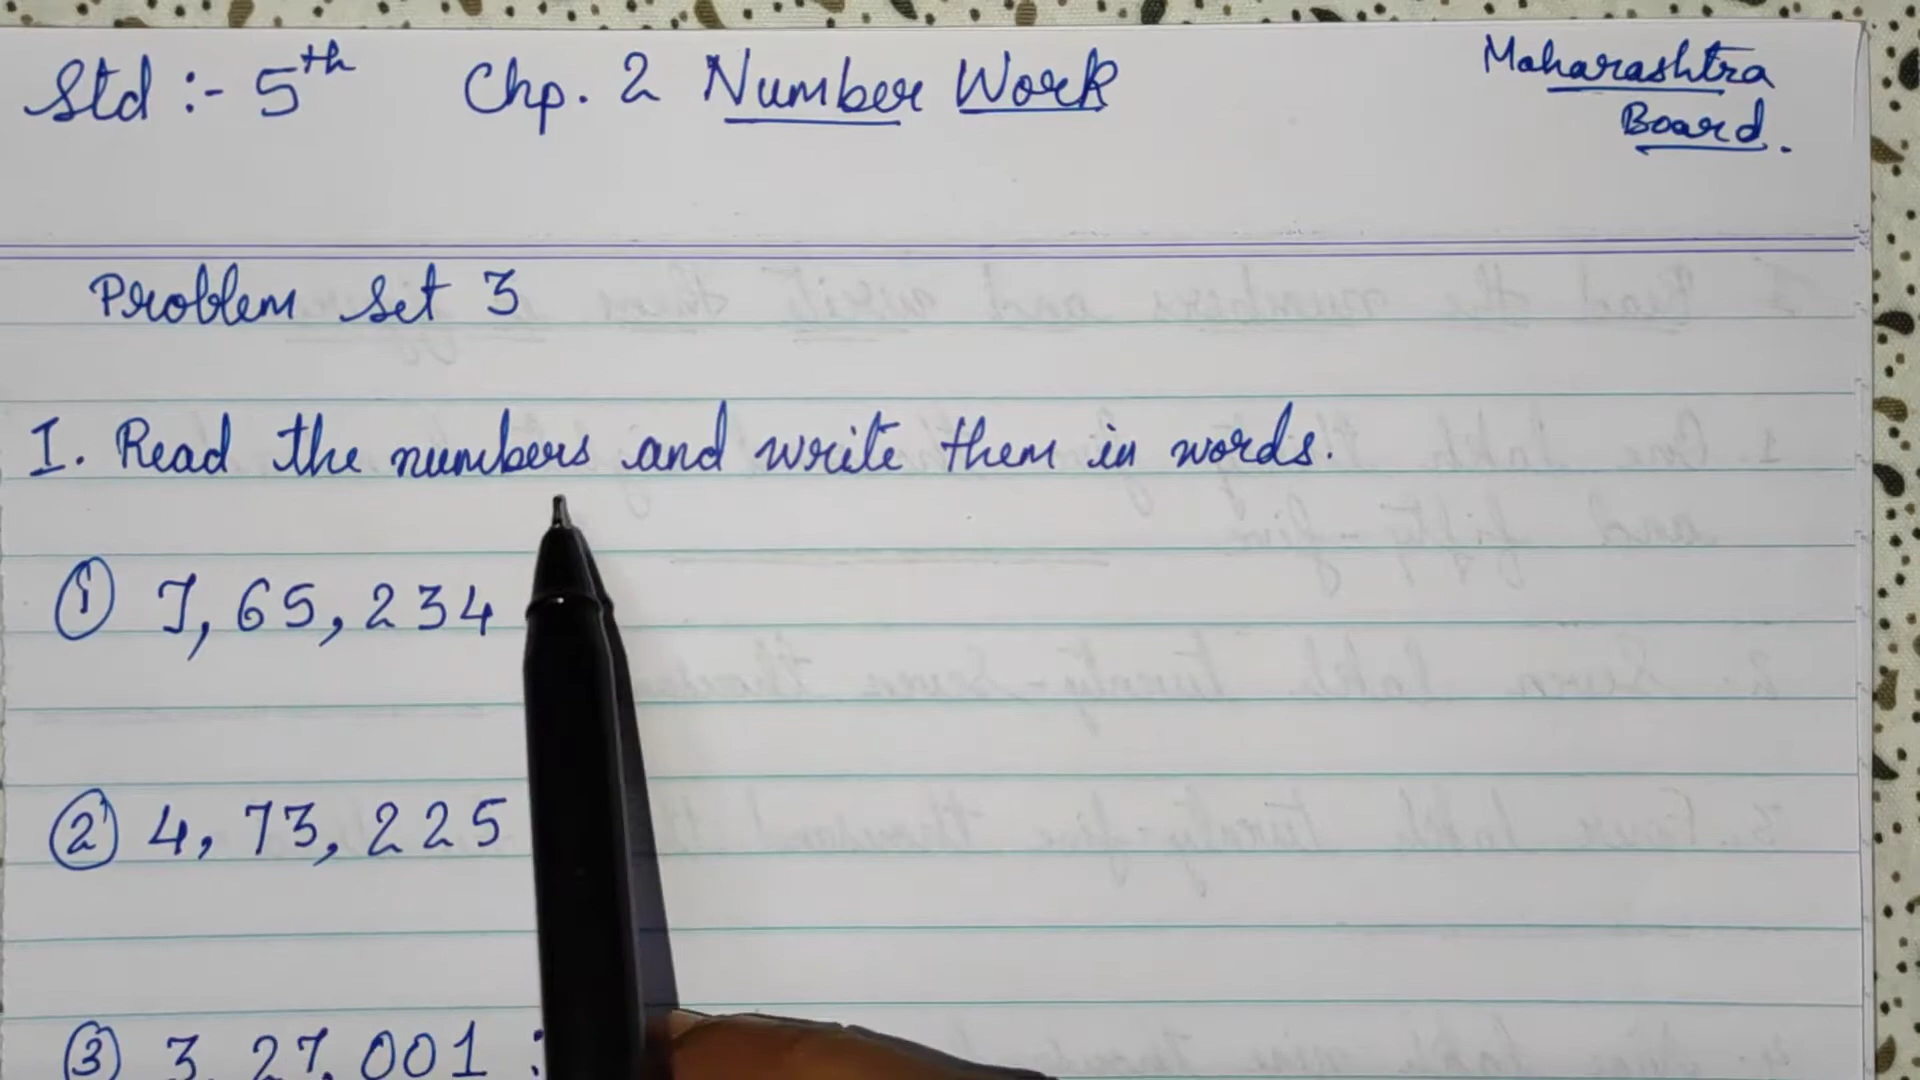 Std :- 5th Chp. 2 Number Work
Maharashtra
Board.
Problem set 3
I. Read the numbers and write them in words.
① 7,65,234
② 4,73,225
③ 3,27,001 :